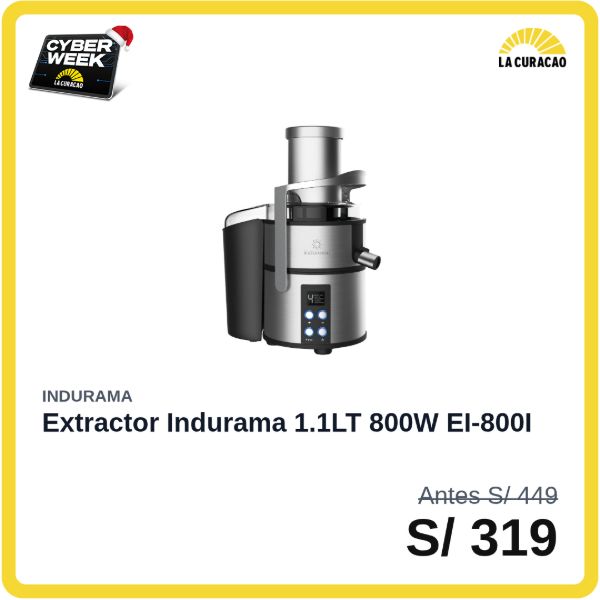 CYBER
WEEK
LA CURACAO
LA CURACAO
INDURAMA
Extractor Indurama 1.1LT 800W EI-800I
Antes S/ 449
S/ 319